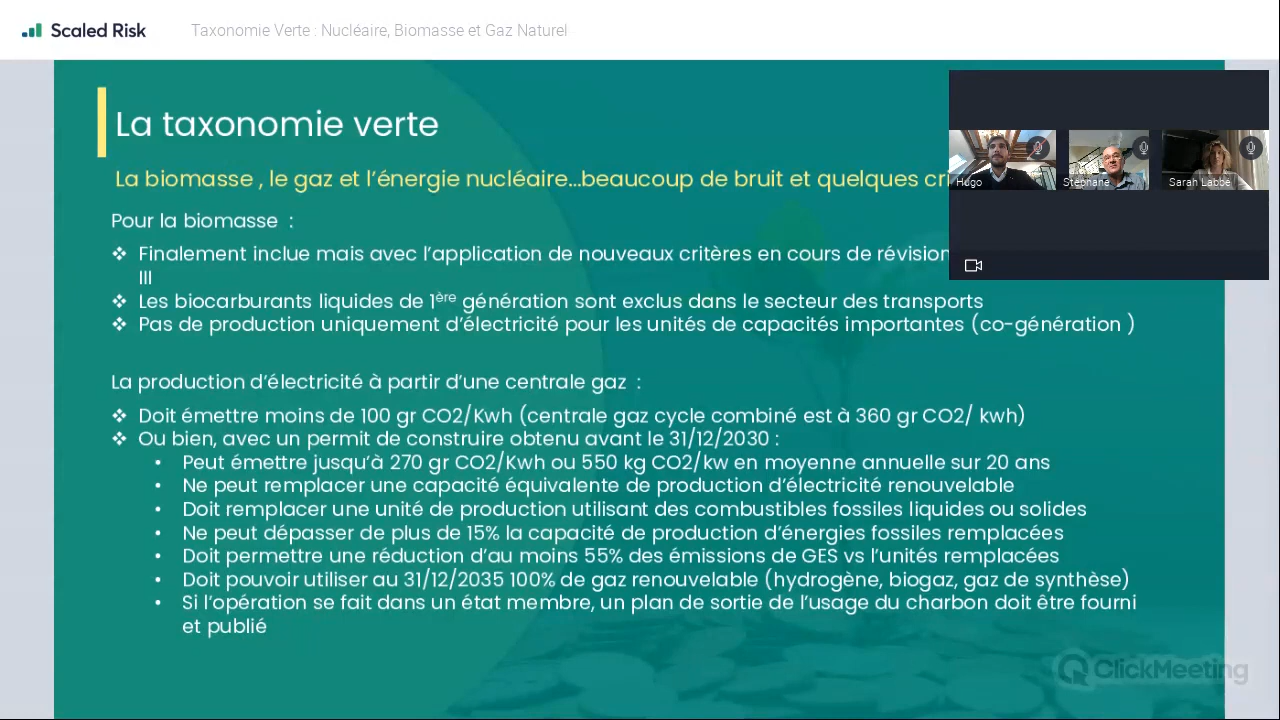 Scaled Risk
Taxonomie Verte : Nucléaire, Biomasse et Gaz Naturel
La taxonomie verte
La biomasse , le gaz et l'énergie nucléaire...beaucoup de bruit et quelques cri
Hugo
Stéphane
Sarah Labbé
Pour la biomasse :
❖ Finalement inclue mais avec l'application de nouveaux critères en cours de révision
III
❖ Les biocarburants liquides de 1ère génération sont exclus dans le secteur des transports
❖ Pas de production uniquement d'électricité pour les unités de capacités importantes (co-génération )
La production d'électricité à partir d'une centrale gaz :
❖ Doit émettre moins de 100 gr CO2/Kwh (centrale gaz cycle combiné est à 360 gr CO2/ kwh)
❖ Ou bien, avec un permit de construire obtenu avant le 31/12/2030 :
• Peut émettre jusqu'à 270 gr CO2/Kwh ou 550 kg CO2/kw en moyenne annuelle sur 20 ans
• Ne peut remplacer une capacité équivalente de production d'électricité renouvelable
• Doit remplacer une unité de production utilisant des combustibles fossiles liquides ou solides
• Ne peut dépasser de plus de 15% la capacité de production d'énergies fossiles remplacées
• Doit permettre une réduction d'au moins 55% des émissions de GES vs l'unités remplacées
• Doit pouvoir utiliser au 31/12/2035 100% de gaz renouvelable (hydrogène, biogaz, gaz de synthèse)
• Si l'opération se fait dans un état membre, un plan de sortie de l'usage du charbon doit être fourni
et publié
ClickMeeting